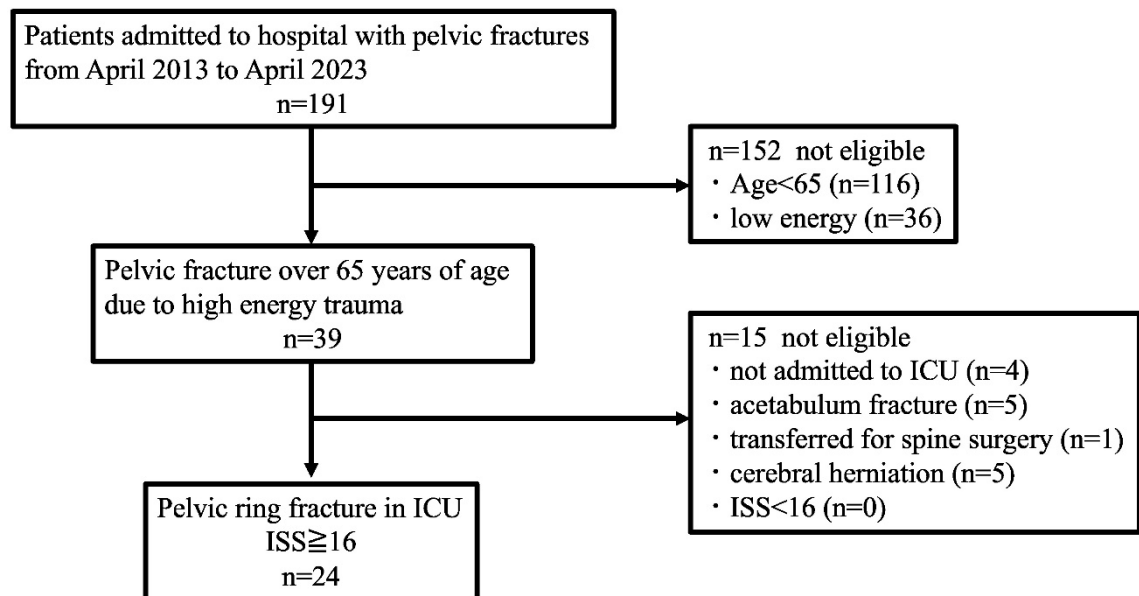 Patients admitted to hospital with pelvic fractures
from April 2013 to April 2023
n=191
n=152 not eligible
・Age<65 (n=116)
・low energy (n=36)
Pelvic fracture over 65 years of age
due to high energy trauma
n=39
n=15 not eligible
・not admitted to ICU (n=4)
・acetabulum fracture (n=5)
・transferred for spine surgery (n=1)
・cerebral herniation (n=5)
・ISS<16 (n=0)
Pelvic ring fracture in ICU
ISS≧16
n=24